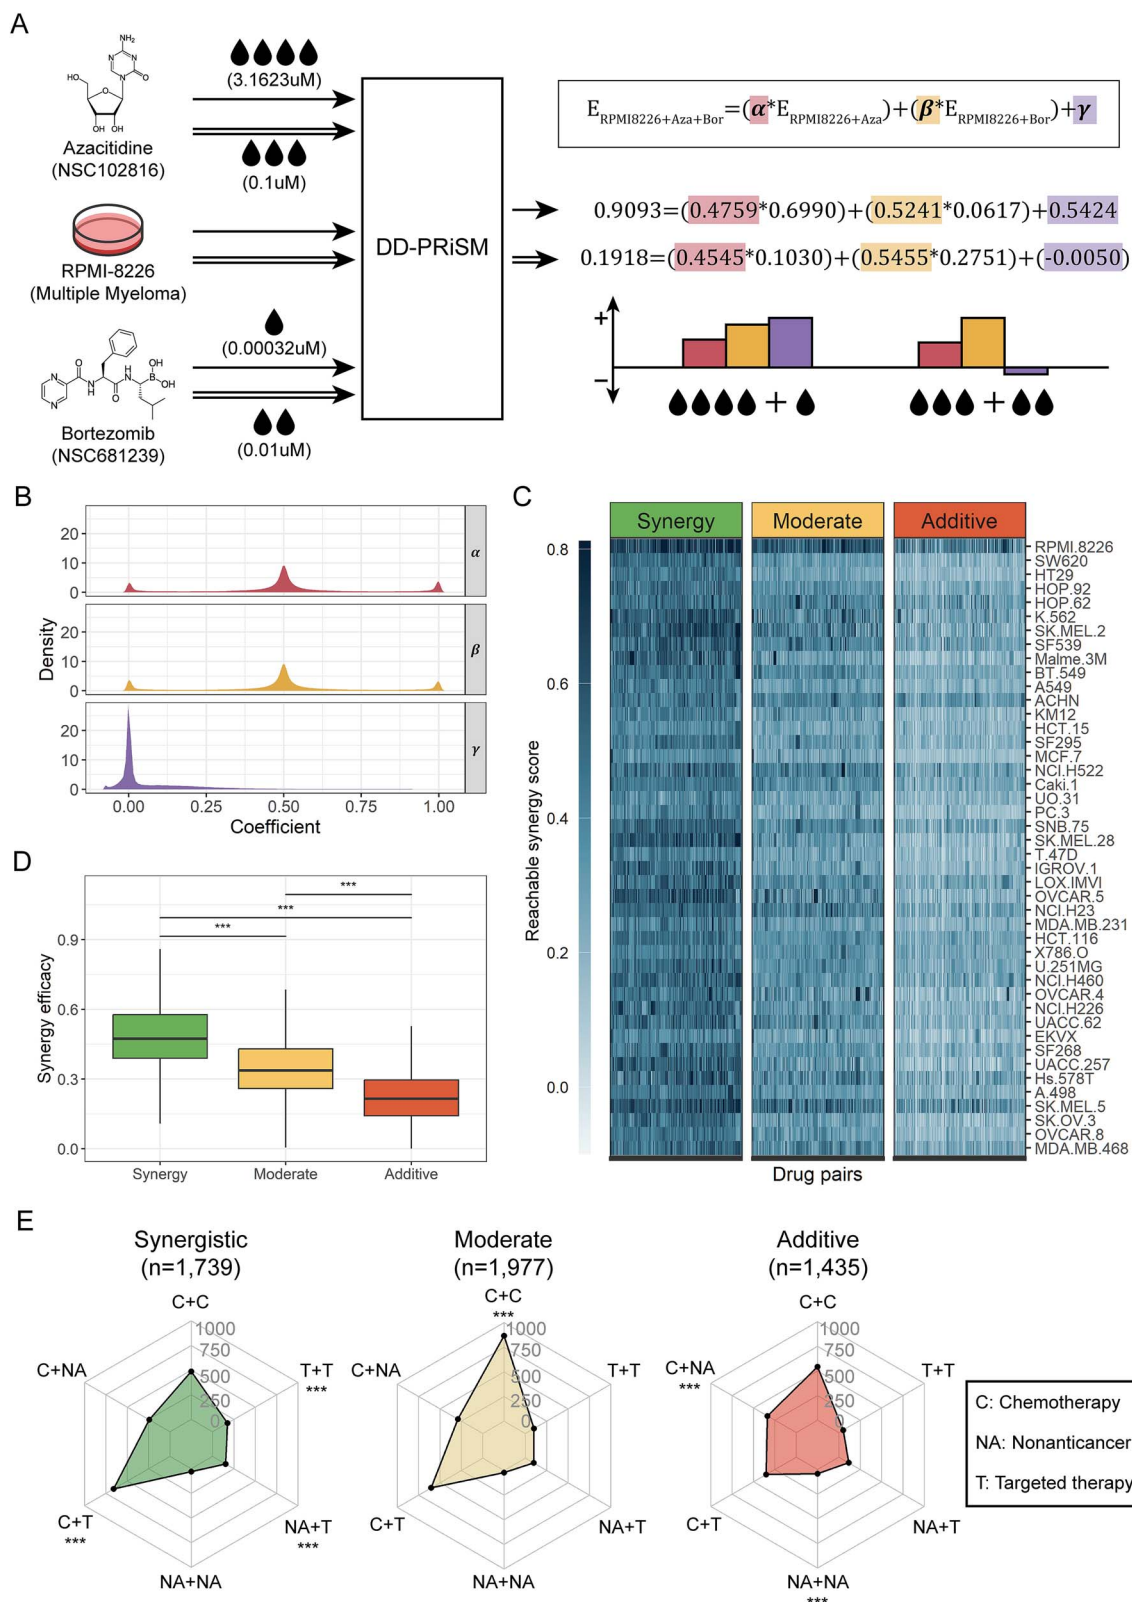 A
NH₂
N
N
N
O
HO
O
OH OH
Azacitidine
(NSC102816)
(3.1623uM)
(0.1uM)
RPMI-8226
(Multiple Myeloma)
(0.00032uM)
N
N
O
N
H
O
H
N
OH
B
OH
Bortezomib
(NSC681239)
(0.01uM)
DD-PRiSM
E_RPMI8226+Aza+Bor=(α*E_RPMI8226+Aza)+(β*E_RPMI8226+Bor)+γ
0.9093=(0.4759*0.6990)+(0.5241*0.0617)+0.5424
0.1918=(0.4545*0.1030)+(0.5455*0.2751)+(-0.0050)
+
−
+
+
B
Density
20
10
0
α
20
10
0
β
20
10
0
γ
0.00 0.25 0.50 0.75 1.00
Coefficient
C
Synergy Moderate Additive
Reachable synergy score
0.8
0.6
0.4
0.2
0.0
RPMI.8226
SW620
HT29
HOP.92
HOP.62
K.562
SK.MEL.2
SF539
Malme.3M
BT.549
A549
ACHN
KM12
HCT.15
SF295
MCF.7
NCI.H522
Caki.1
UO.31
PC.3
SNB.75
SK.MEL.28
T.47D
IGROV.1
LOX.IMVI
OVCAR.5
NCI.H23
MDA.MB.231
HCT.116
X786.O
U.251MG
NCI.H460
OVCAR.4
NCI.H226
UACC.62
EKVX
SF268
UACC.257
Hs.578T
A.498
SK.MEL.5
SK.OV.3
OVCAR.8
MDA.MB.468
Drug pairs
D
Synergy efficacy
0.9
0.6
0.3
0.0
***
***
***
Synergy Moderate Additive
E
Synergistic
(n=1,739)
C+C
1000
750
500
250
0
C+NA
T+T
***
C+T
***
NA+T
***
NA+NA
Moderate
(n=1,977)
C+C
***
1000
750
500
250
0
C+NA
T+T
C+T
NA+T
NA+NA
Additive
(n=1,435)
C+C
1000
750
500
250
0
C+NA
***
T+T
C+T
NA+T
NA+NA
***
C: Chemotherapy
NA: Nonanticancer
T: Targeted therapy